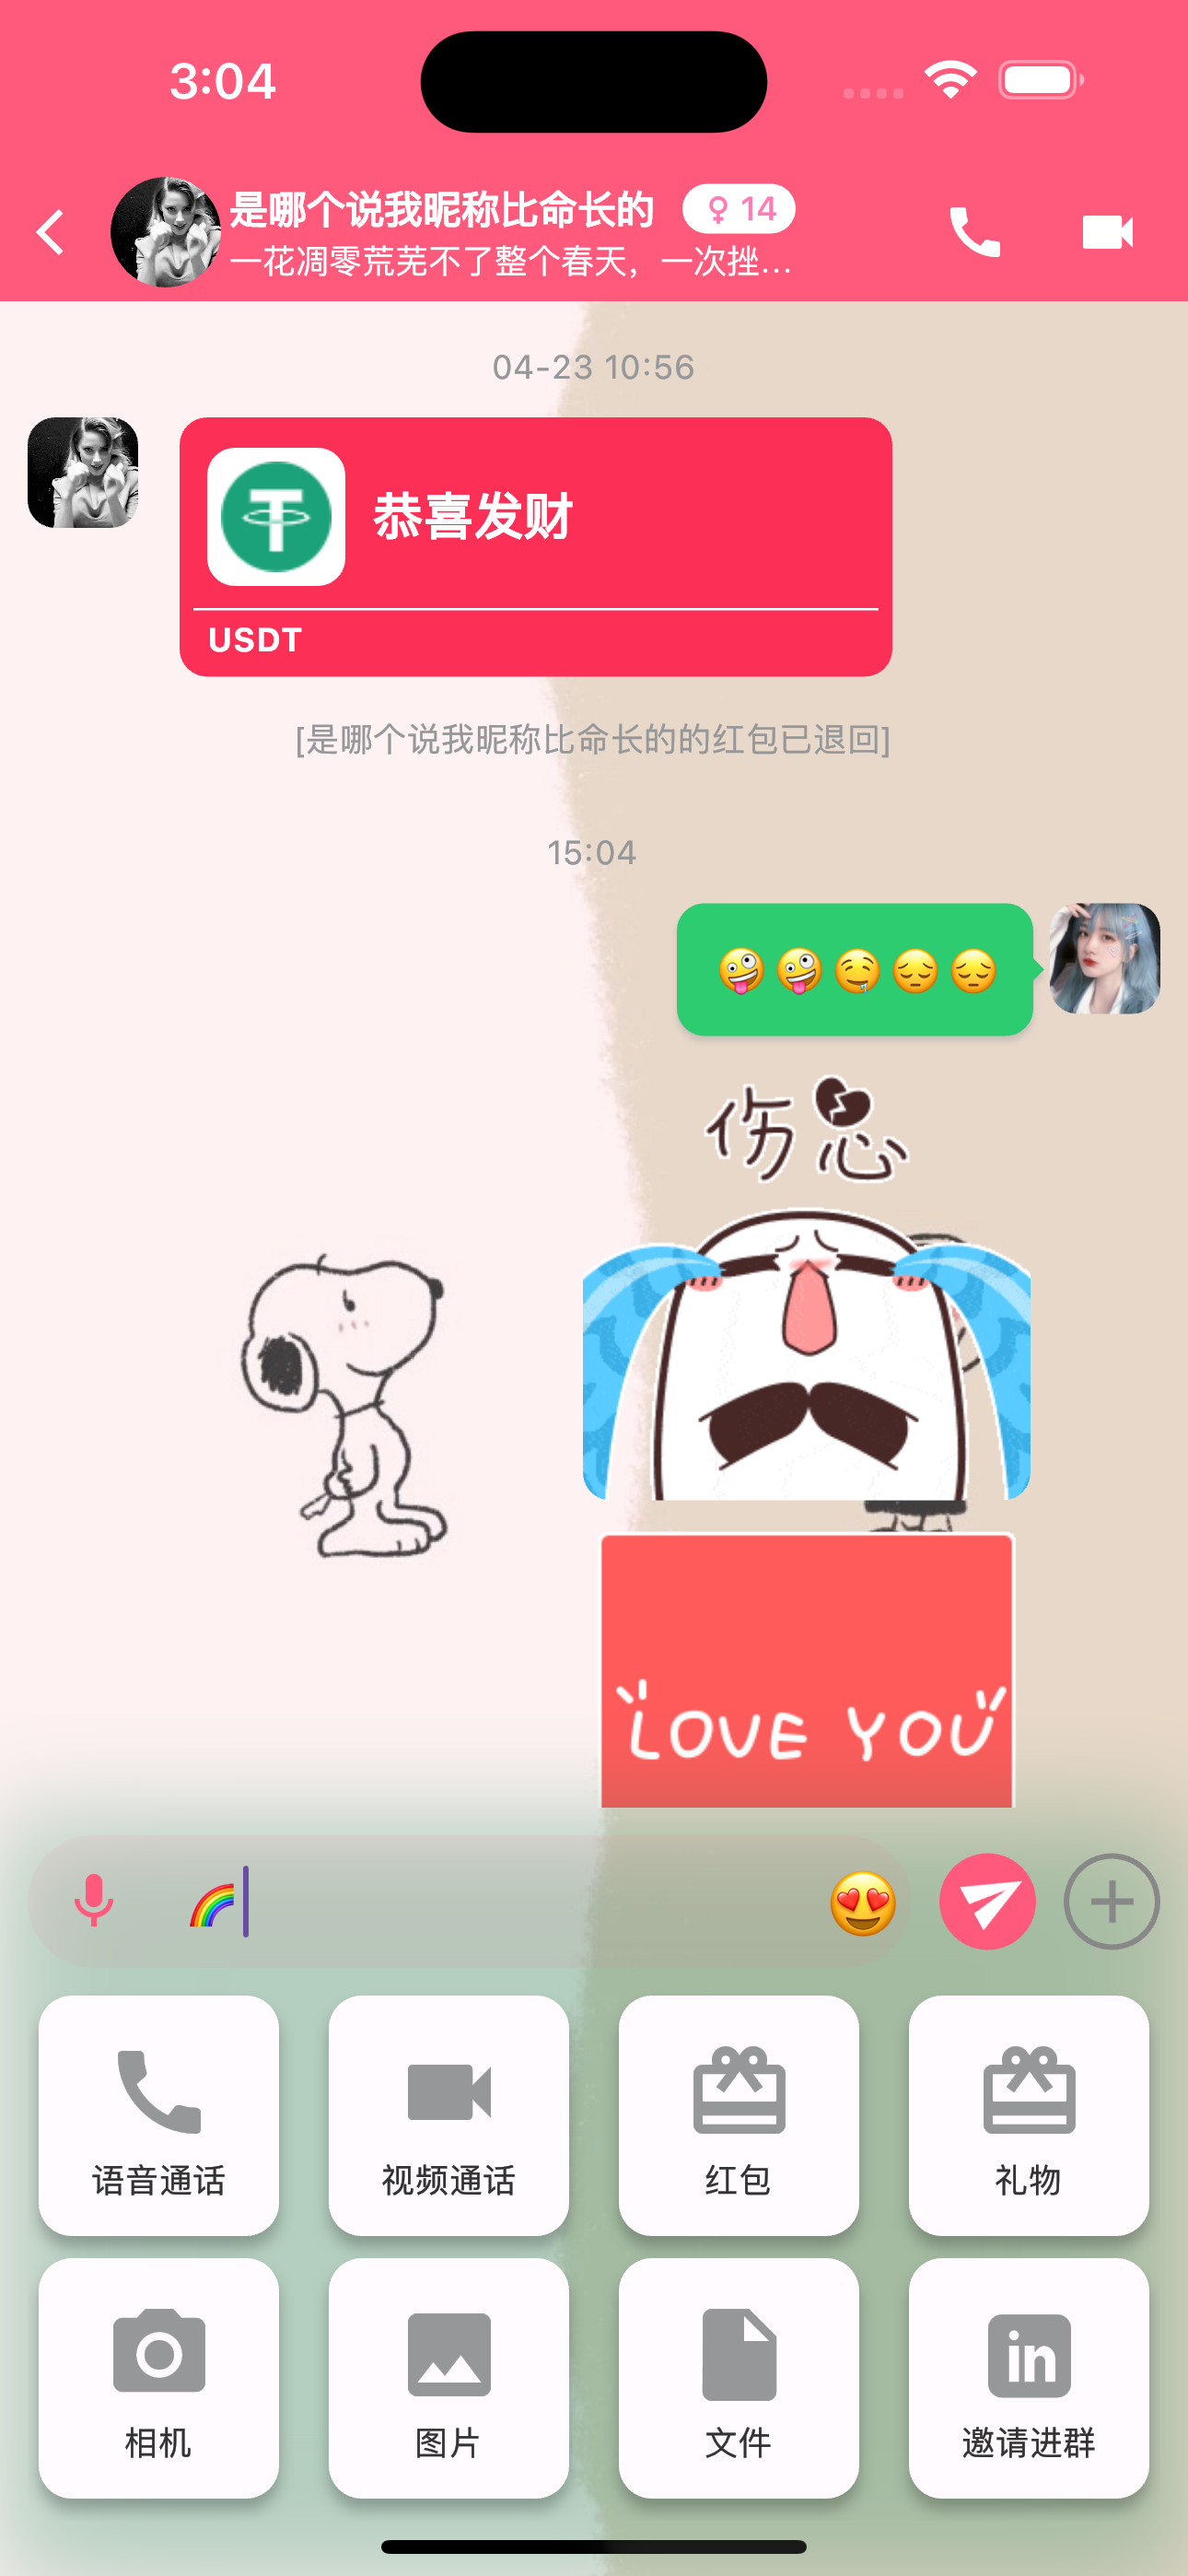 3:04
是哪个说我昵称比命长的 ♀ 14
一花凋零荒芜不了整个春天，一次挫...
04-23 10:56
恭喜发财
USDT
[是哪个说我昵称比命长的的红包已退回]
15:04
伤心
LOVE YOU
语音通话
视频通话
红包
礼物
相机
图片
文件
in
邀请进群